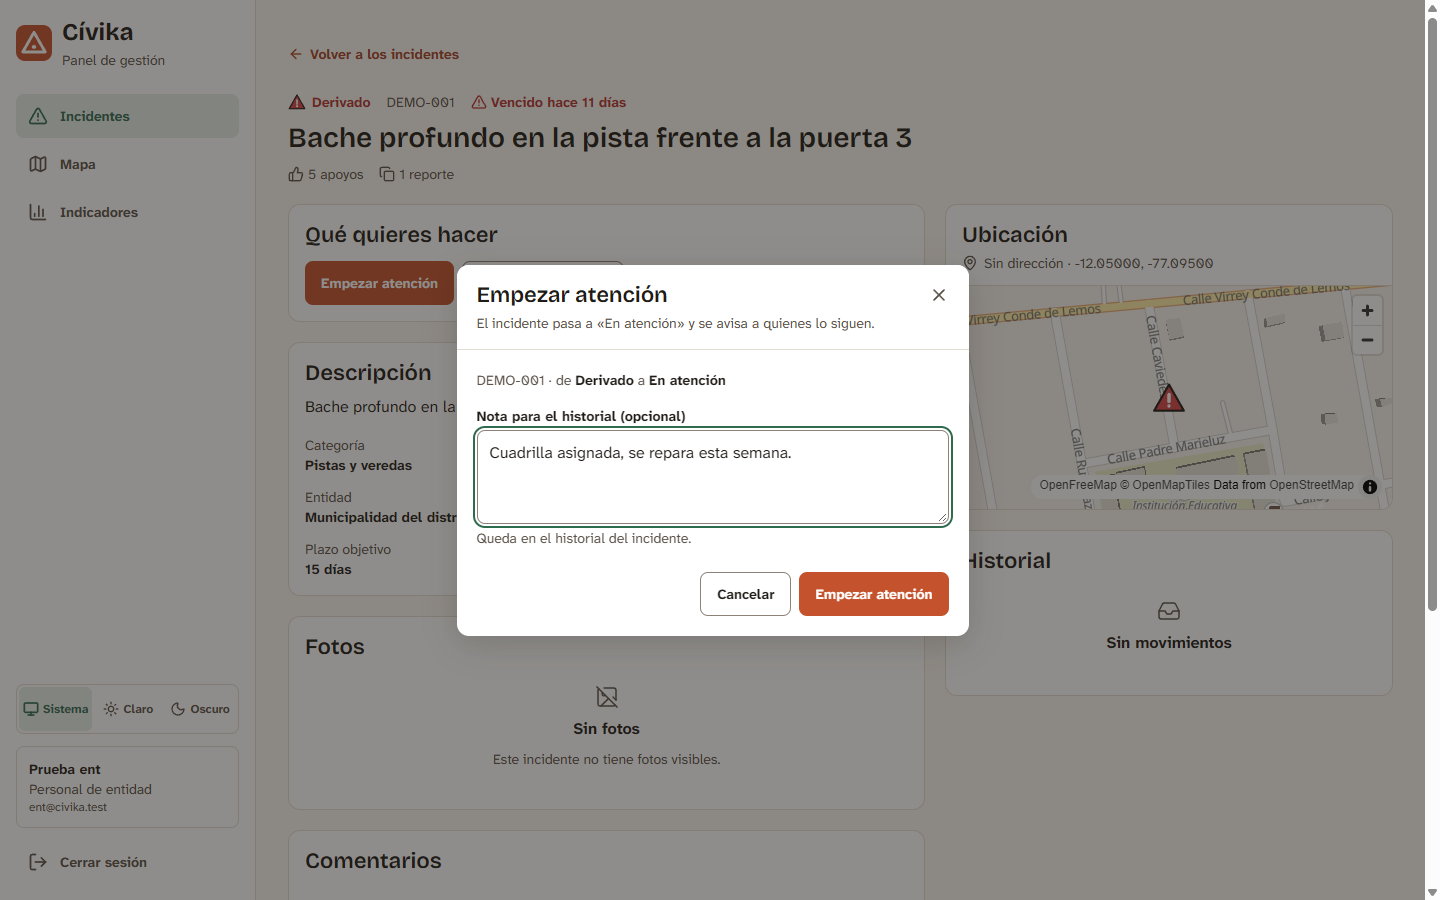 Cívika
Panel de gestión
Incidentes
Mapa
Indicadores
Sistema
Claro
Oscuro
Prueba ent
Personal de entidad
ent@civika.test
Cerrar sesión
Volver a los incidentes
Derivado DEMO-001 Vencido hace 11 días
Bache profundo en la pista frente a la puerta 3
5 apoyos 1 reporte
Qué quieres hacer
Empezar atención
Descripción
Bache profundo en la
Categoría
Pistas y veredas
Entidad
Municipalidad del distr
Plazo objetivo
15 días
Fotos
Sin fotos
Este incidente no tiene fotos visibles.
Comentarios
Empezar atención
El incidente pasa a «En atención» y se avisa a quienes lo siguen.
DEMO-001 · de Derivado a En atención
Nota para el historial (opcional)
Cuadrilla asignada, se repara esta semana.
Queda en el historial del incidente.
Cancelar
Empezar atención
Ubicación
Sin dirección · -12.05000, -77.09500
Virrey Conde de Lemos
Calle Virrey Conde de Lemos
Calle Padre Marieluz
Institución Educativa
OpenFreeMap © OpenMapTiles Data from OpenStreetMap
Historial
Sin movimientos